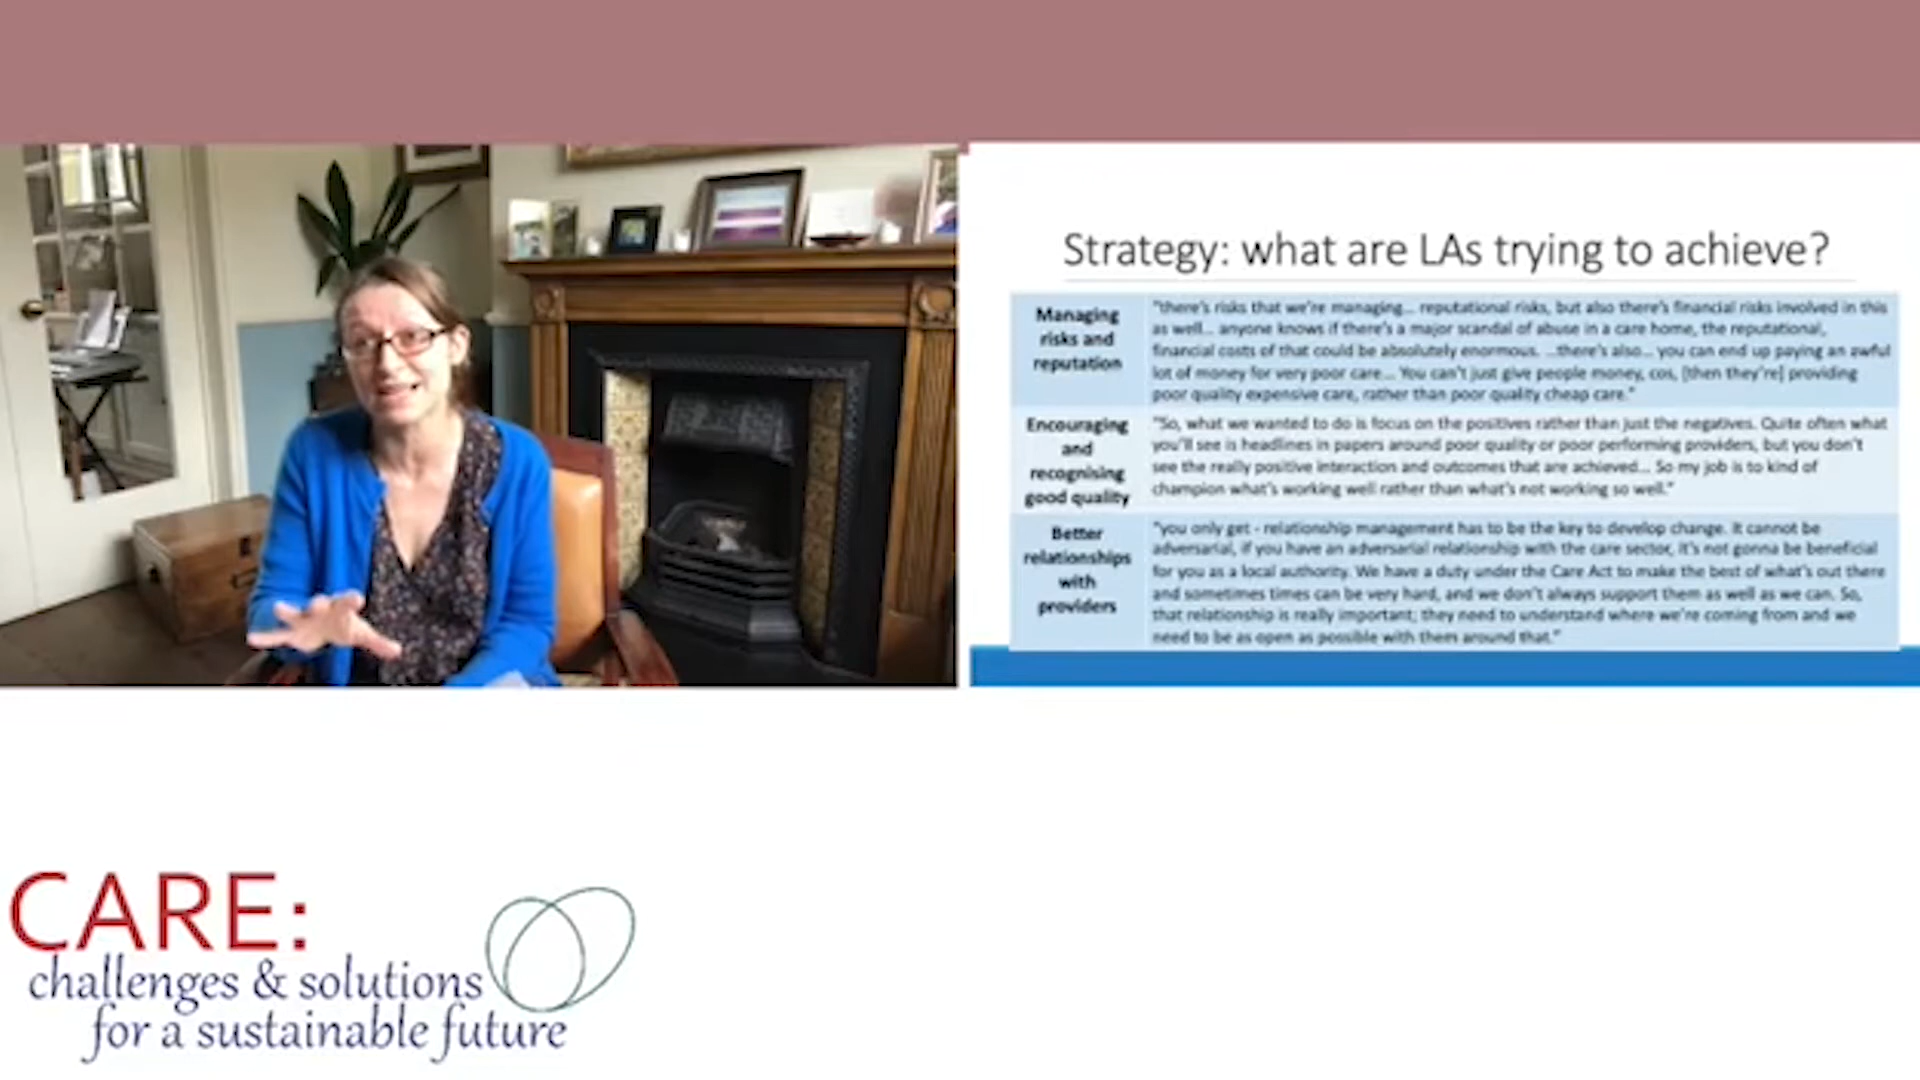 Strategy: what are LAs trying to achieve?
Managing
risks and
reputation
"there's risks that we're managing... reputational risks, but also there's financial risks involved in this
as well... anyone knows if there's a major scandal of abuse in a care home, the reputational,
financial costs of that could be absolutely enormous. ...there's also... you can end up paying an awful
lot of money for very poor care... You can't just give people money, cos, [then they're] providing
poor quality expensive care, rather than poor quality cheap care."
Encouraging
and
recognising
good quality
"So, what we wanted to do is focus on the positives rather than just the negatives. Quite often what
you'll see is headlines in papers around poor quality or poor performing providers, but you don't
see the really positive interaction and outcomes that are achieved... So my job is to kind of
champion what's working well rather than what's not working so well."
Better
relationships
with
providers
"you only get - relationship management has to be the key to develop change. It cannot be
adversarial, if you have an adversarial relationship with the care sector, it's not gonna be beneficial
for you as a local authority. We have a duty under the Care Act to make the best of what's out there
and sometimes times can be very hard, and we don't always support them as well as we can. So,
that relationship is really important; they need to understand where we're coming from and we
need to be as open as possible with them around that."
CARE:
challenges & solutions
for a sustainable future